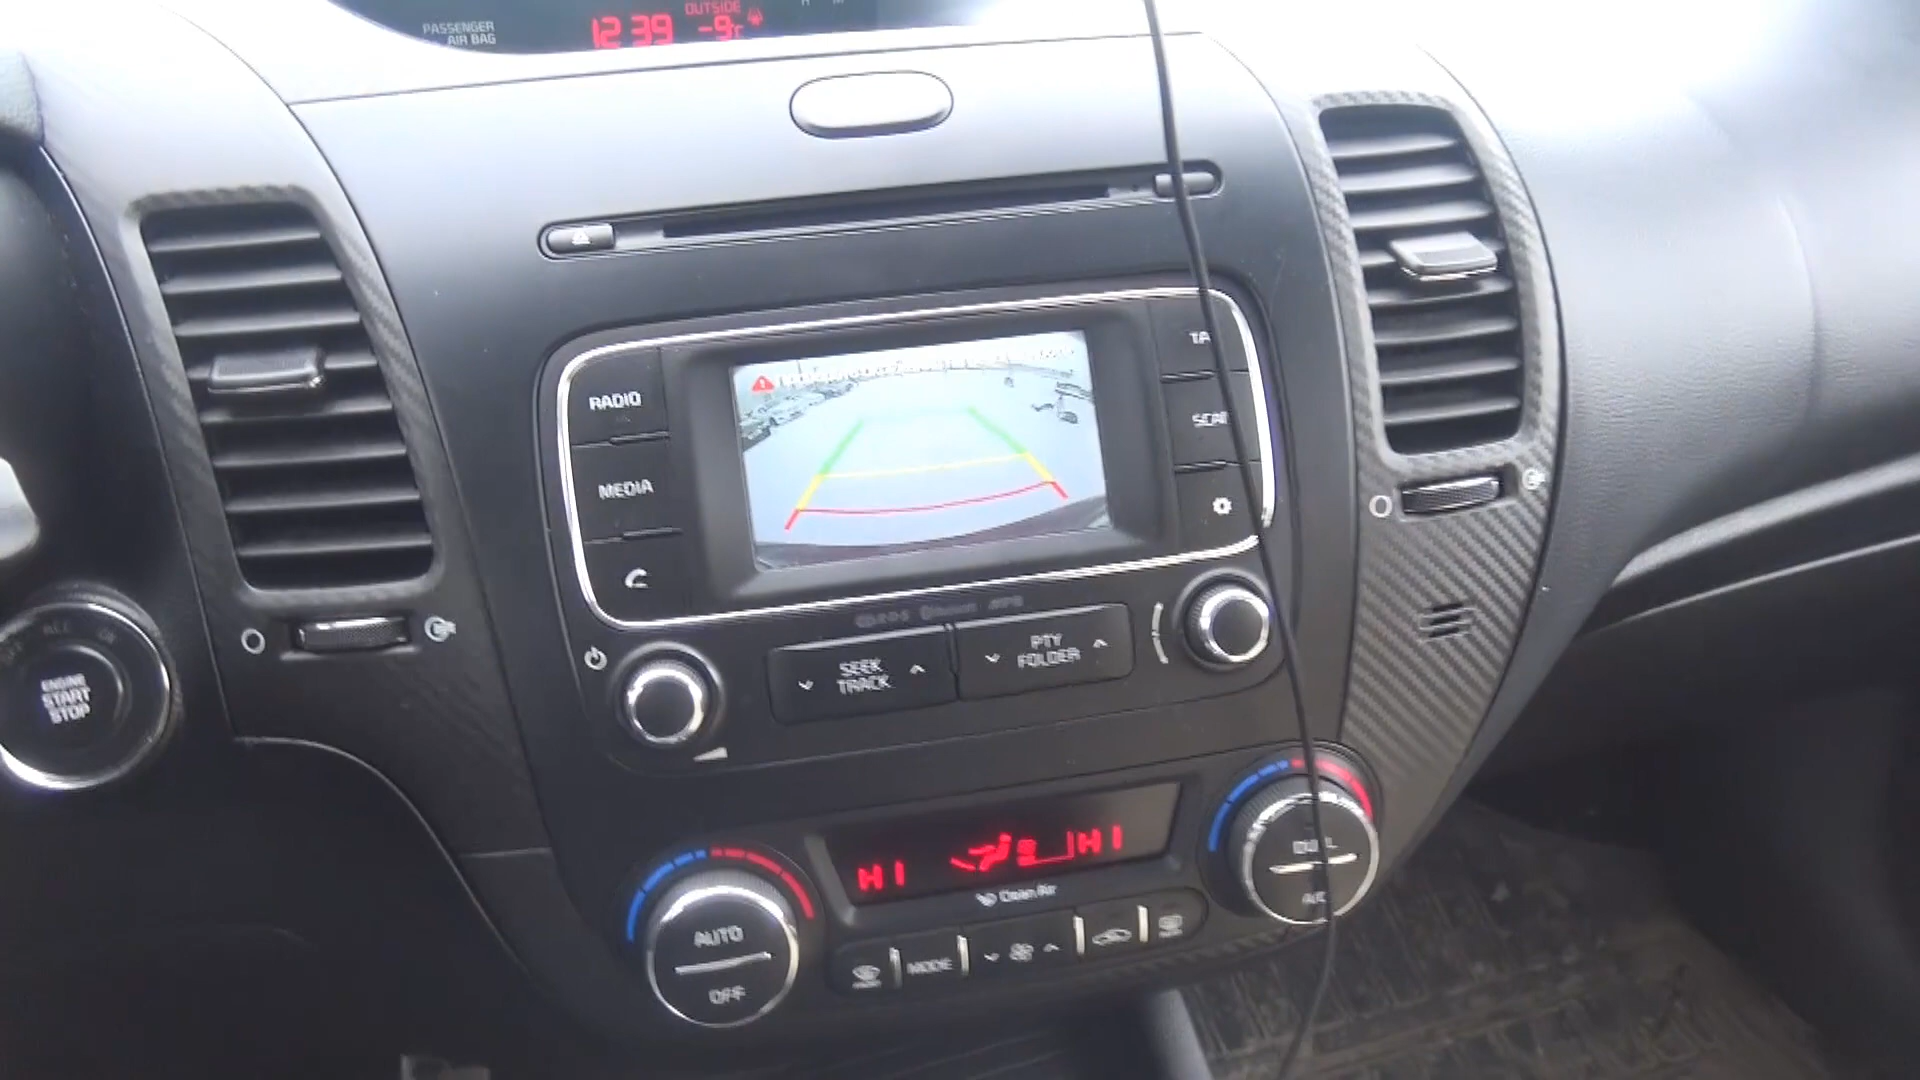 PASSENGER
AIR BAG
12:39
OUTSIDE
-9
RADIO
MEDIA
TA
ENGINE
START
STOP
SEEK
TRACK
PTY
FOLDER
HI
HI
Clean Air
AUTO
OFF
MODE